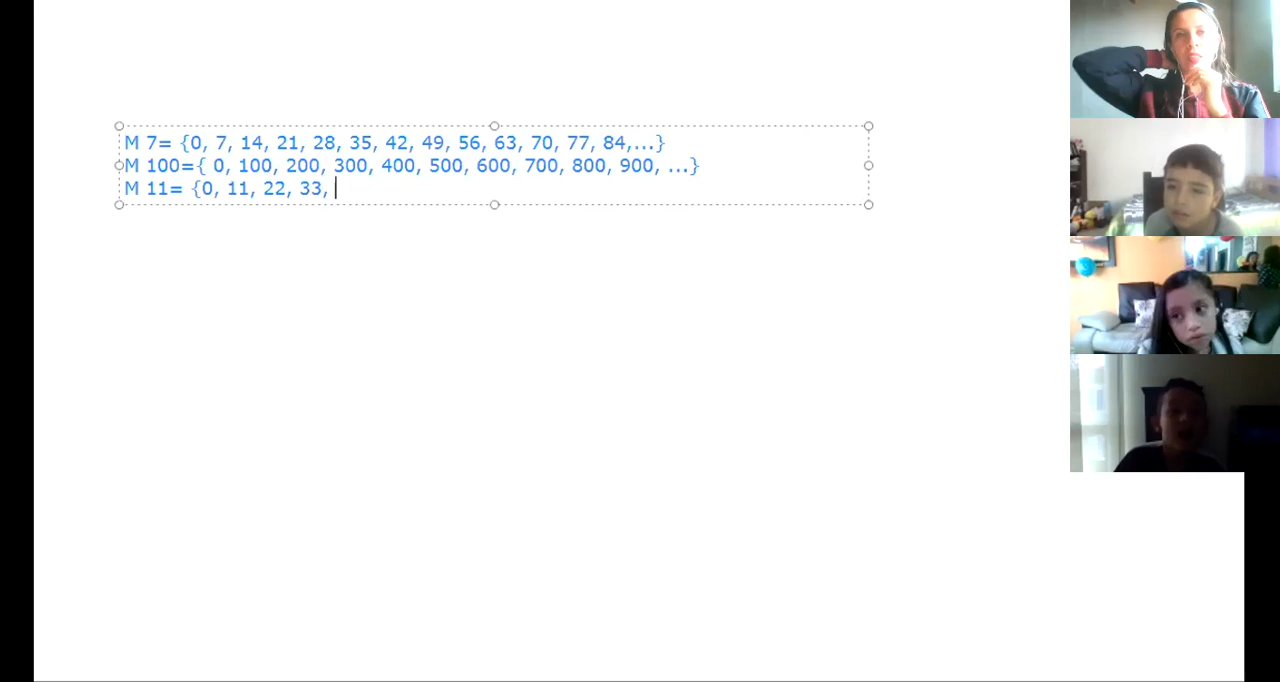 M 7= {0, 7, 14, 21, 28, 35, 42, 49, 56, 63, 70, 77, 84,...}
M 100={ 0, 100, 200, 300, 400, 500, 600, 700, 800, 900, ...}
M 11= {0, 11, 22, 33,